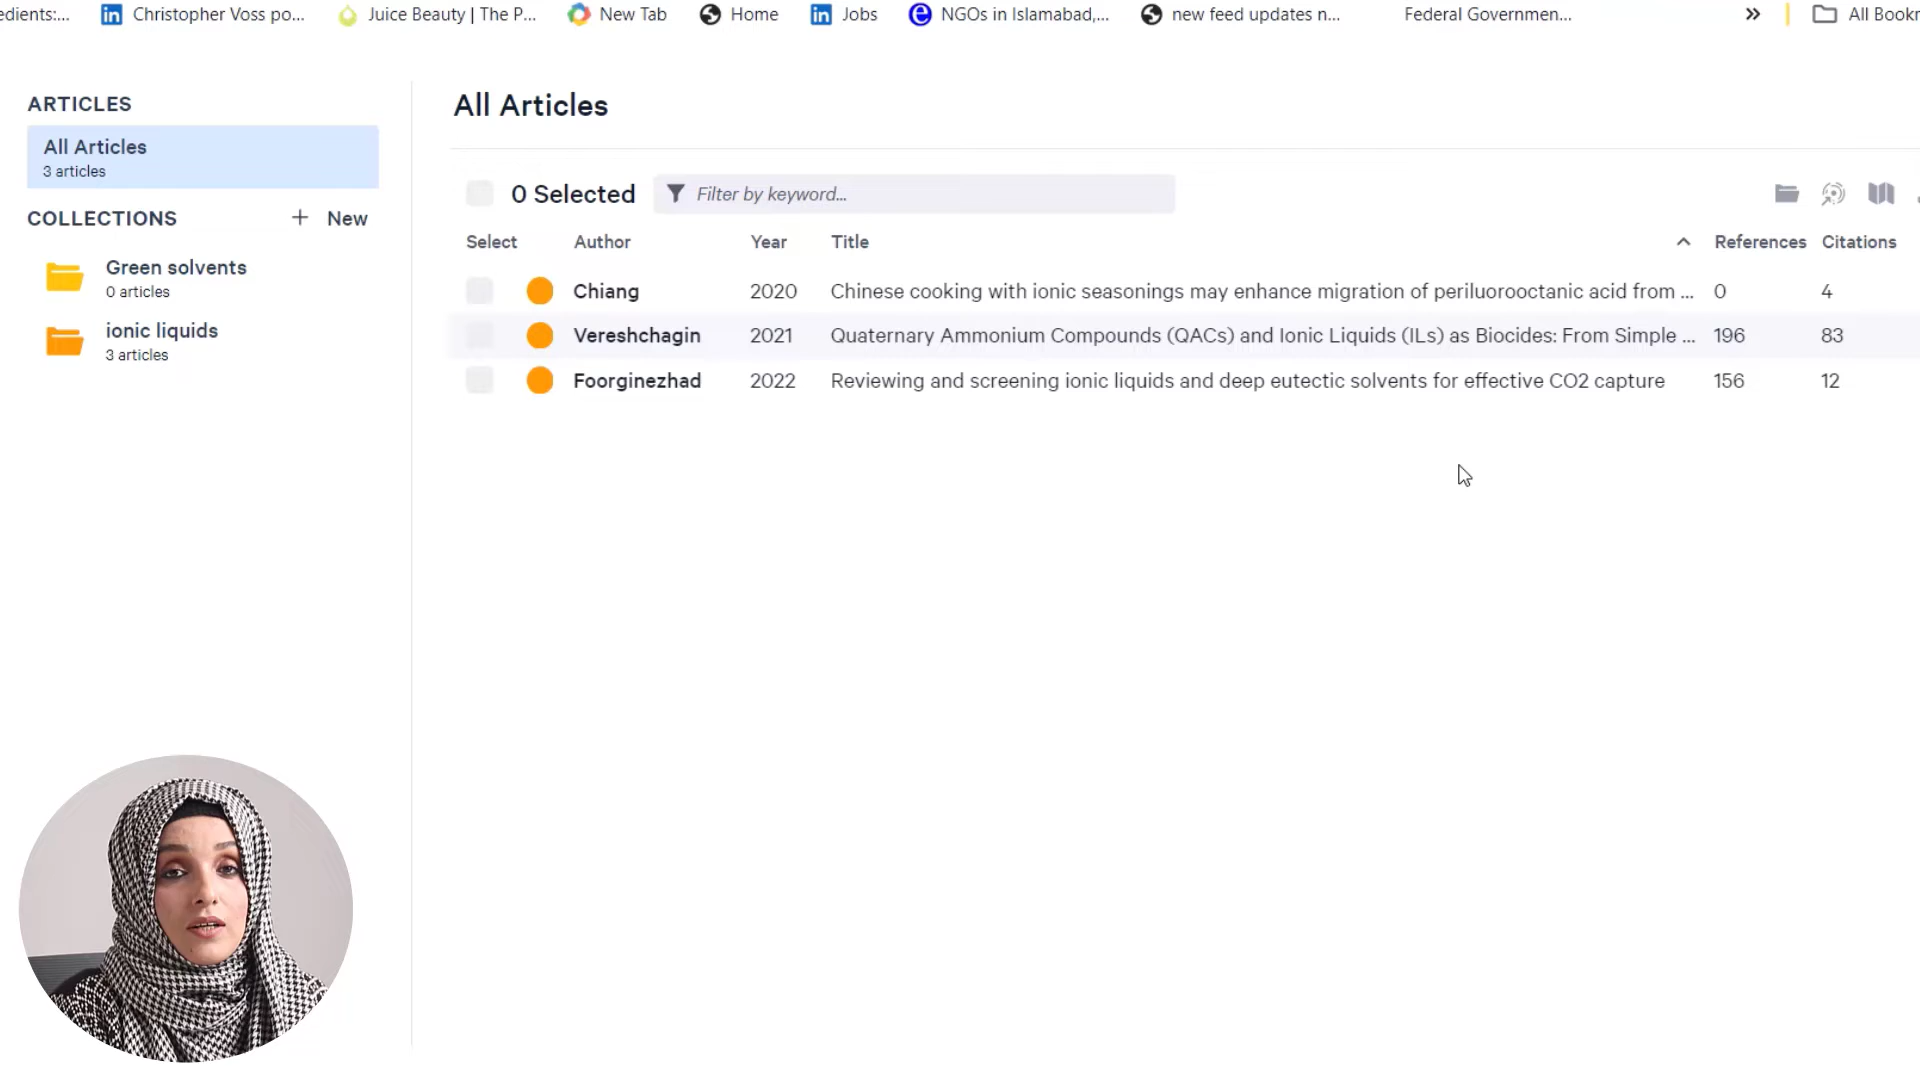 edients:... Christopher Voss po... Juice Beauty | The P... New Tab Home Jobs NGOs in Islamabad,... new feed updates n... Federal Governmen... All Bookr
ARTICLES
All Articles
3 articles
COLLECTIONS + New
Green solvents
0 articles
ionic liquids
3 articles
All Articles
0 Selected Filter by keyword...
Select Author Year Title References Citations
Chiang 2020 Chinese cooking with ionic seasonings may enhance migration of periluorooctanic acid from ... 0 4
Vereshchagin 2021 Quaternary Ammonium Compounds (QACs) and Ionic Liquids (ILs) as Biocides: From Simple ... 196 83
Foorginezhad 2022 Reviewing and screening ionic liquids and deep eutectic solvents for effective CO2 capture 156 12